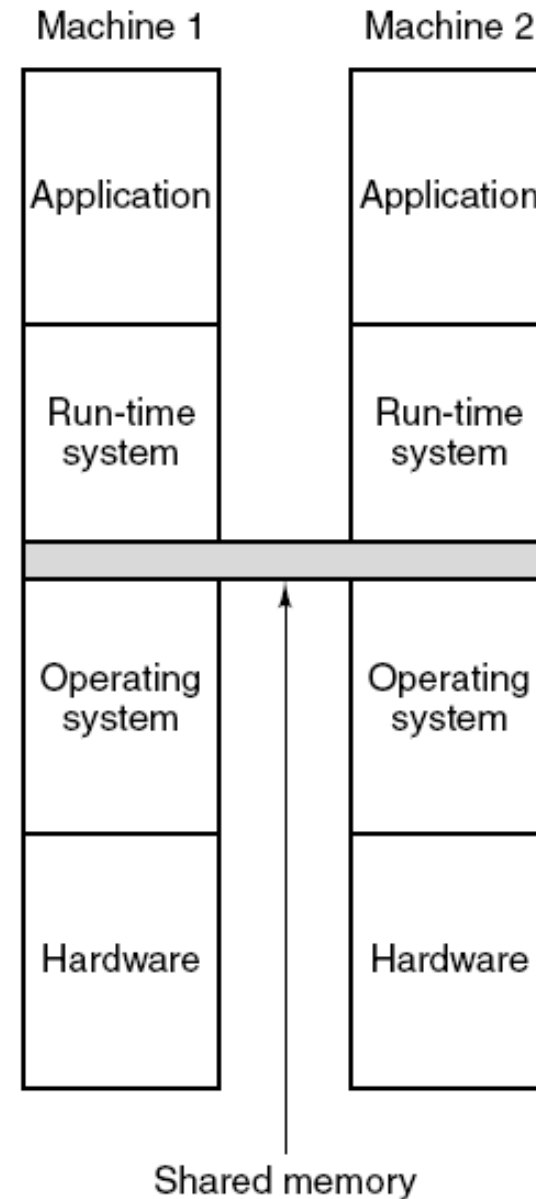 Machine 1
Machine 2
Application
Application
Run-time
system
Run-time
system
Operating
system
Operating
system
Hardware
Hardware
Shared memory